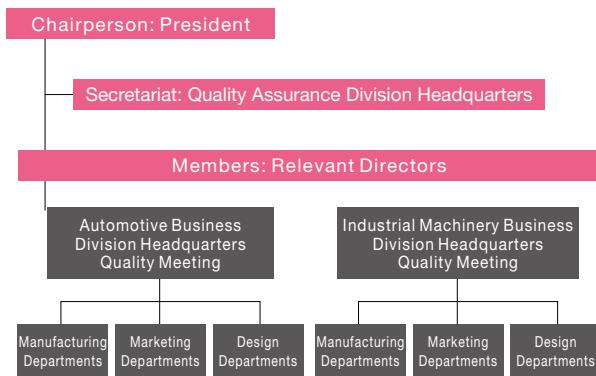 Chairperson: President
Secretariat: Quality Assurance Division Headquarters
Members: Relevant Directors
Automotive Business
Division Headquarters
Quality Meeting
Industrial Machinery Business
Division Headquarters
Quality Meeting
Manufacturing
Departments
Marketing
Departments
Design
Departments
Manufacturing
Departments
Marketing
Departments
Design
Departments